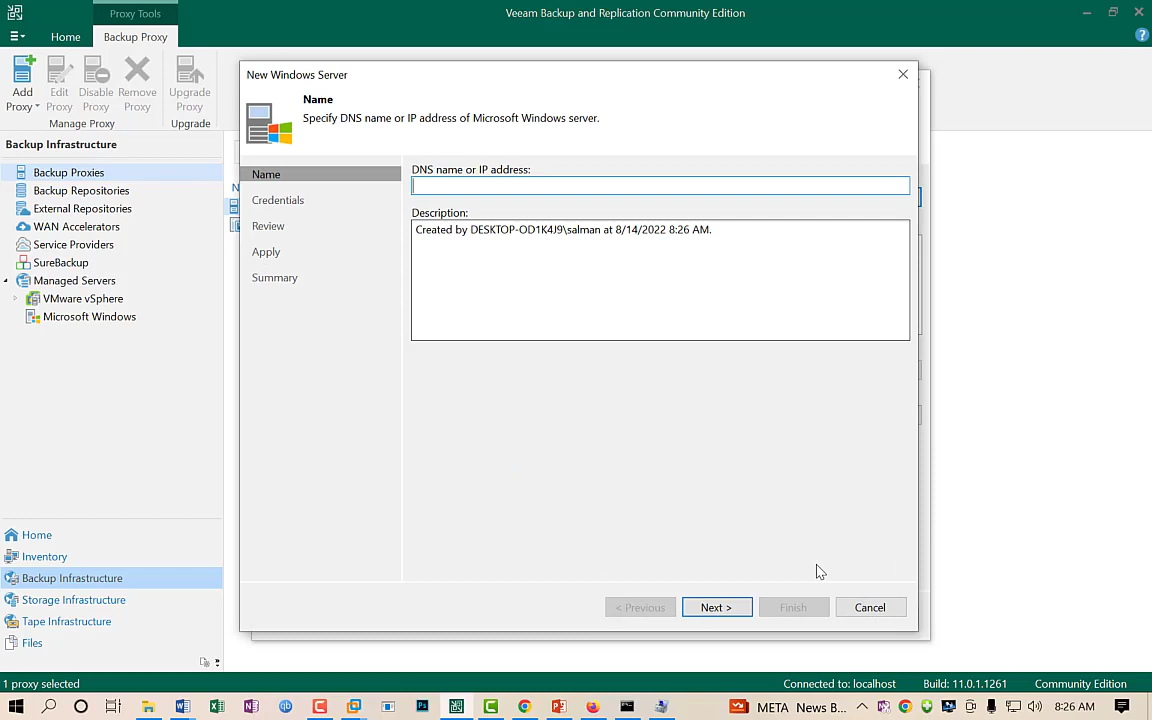 Proxy Tools
Veeam Backup and Replication Community Edition
Home
Backup Proxy
Add Proxy
Edit Proxy
Disable Proxy
Remove Proxy
Upgrade Proxy
Manage Proxy
Upgrade
Backup Infrastructure
Backup Proxies
Backup Repositories
External Repositories
WAN Accelerators
Service Providers
SureBackup
Managed Servers
VMware vSphere
Microsoft Windows
Home
Inventory
Backup Infrastructure
Storage Infrastructure
Tape Infrastructure
Files
New Windows Server
Name
Specify DNS name or IP address of Microsoft Windows server.
Name
Credentials
Review
Apply
Summary
DNS name or IP address:
Description:
Created by DESKTOP-OD1K4J9\salman at 8/14/2022 8:26 AM.
< Previous
Next >
Finish
Cancel
1 proxy selected
Connected to: localhost
Build: 11.0.1.1261
Community Edition
META News B...
8:26 AM